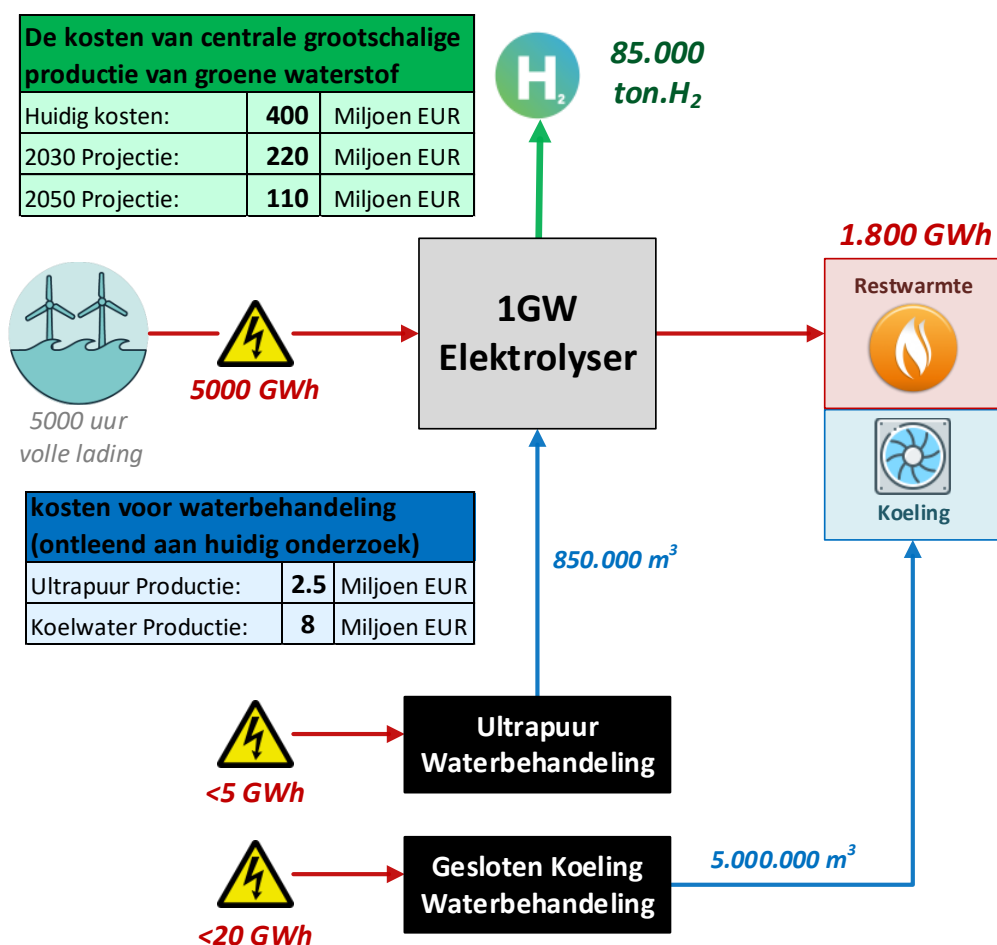 De kosten van centrale grootschalige
productie van groene waterstof
Huidig kosten: 400 Miljoen EUR
2030 Projectie: 220 Miljoen EUR
2050 Projectie: 110 Miljoen EUR
H2
85.000
ton.H2
1.800 GWh
Restwarmte
Koeling
1GW
Elektrolyser
5000 GWh
5000 uur
volle lading
kosten voor waterbehandeling
(ontleend aan huidig onderzoek)
Ultrapuur Productie: 2.5 Miljoen EUR
Koelwater Productie: 8 Miljoen EUR
850.000 m³
Ultrapuur
Waterbehandeling
<5 GWh
Gesloten Koeling
Waterbehandeling
5.000.000 m³
<20 GWh